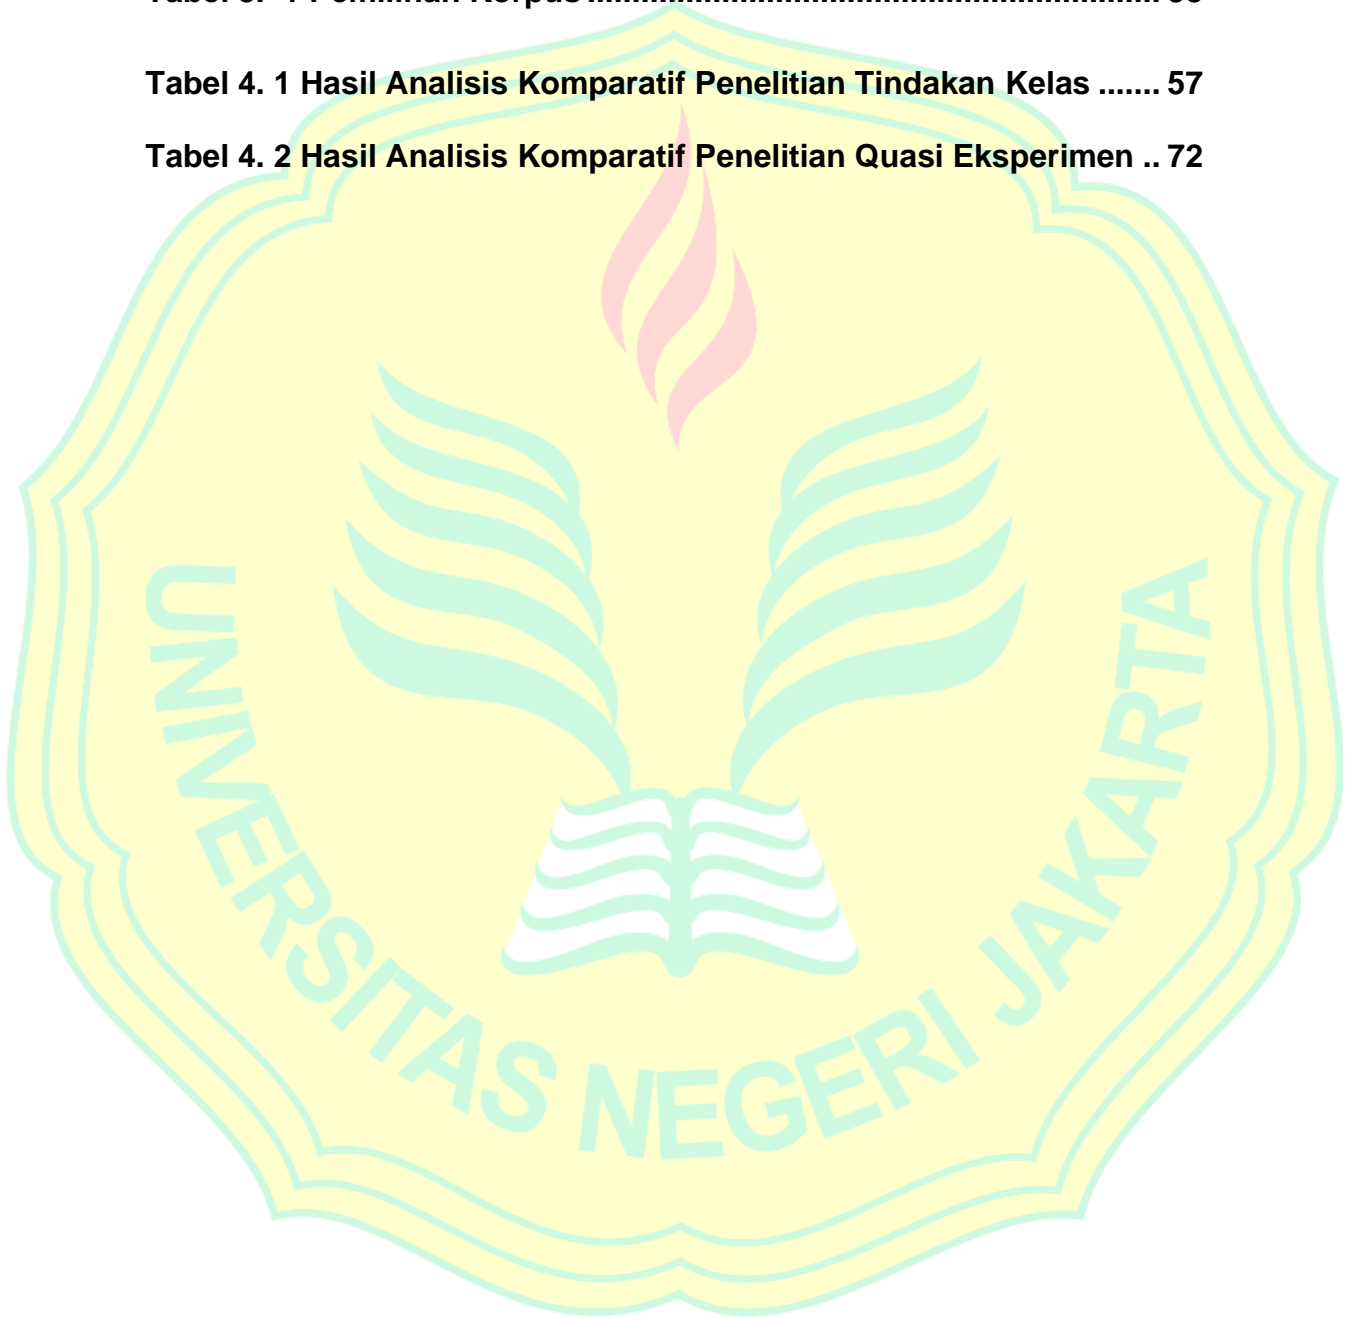 Tabel 4. 1 Hasil Analisis Komparatif Penelitian Tindakan Kelas ....... 57
Tabel 4. 2 Hasil Analisis Komparatif Penelitian Quasi Eksperimen .. 72
UNIVERSITAS NEGERI JAKARTA